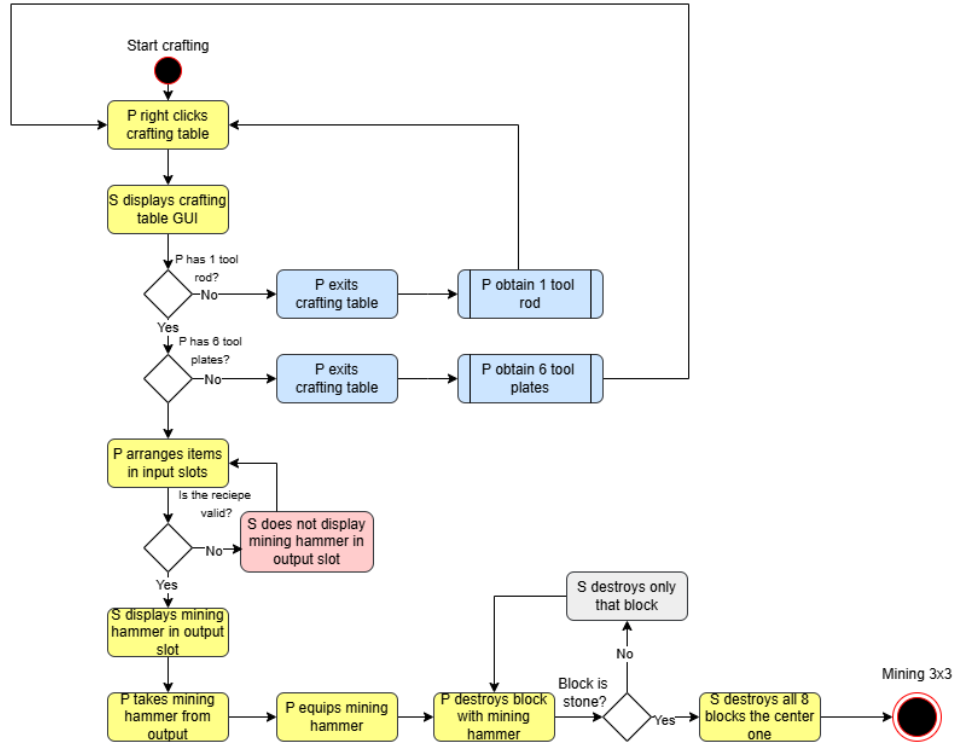 Start crafting
P right clicks
crafting table
S displays crafting
table GUI
P has 1 tool
rod?
No
P exits
crafting table
P obtain 1 tool
rod
Yes
P has 6 tool
plates?
No
P exits
crafting table
P obtain 6 tool
plates
P arranges items
in input slots
Is the reciepe
valid?
No
S does not display
mining hammer in
output slot
Yes
S displays mining
hammer in output
slot
P takes mining
hammer from
output
P equips mining
hammer
P destroys block
with mining
hammer
Block is
stone?
No
S destroys only
that block
Yes
S destroys all 8
blocks the center
one
Mining 3x3